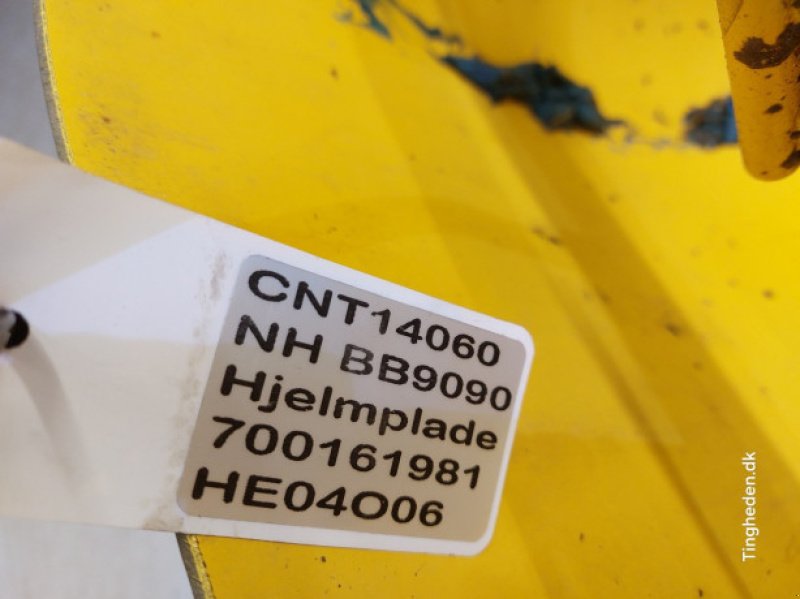 CNT14060
NH BB9090
Hjelmplade
700161981
HE04O06
Tingheden.dk